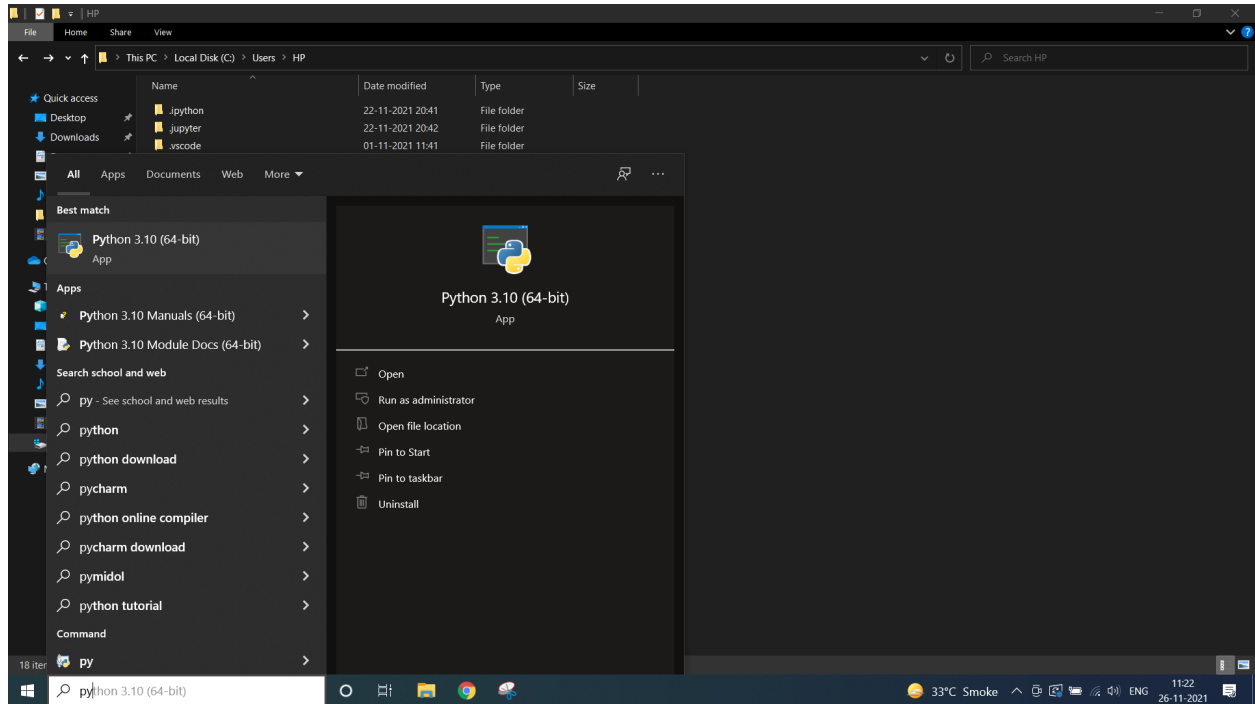 HP
File Home Share View
This PC > Local Disk (C:) > Users > HP
Search HP
Name Date modified Type Size
Quick access
Desktop
Downloads
.ipython 22-11-2021 20:41 File folder
.jupyter 22-11-2021 20:42 File folder
.vscode 01-11-2021 11:41 File folder
All Apps Documents Web More
Best match
Python 3.10 (64-bit)
App
Apps
Python 3.10 Manuals (64-bit)
Python 3.10 Module Docs (64-bit)
Search school and web
py - See school and web results
python
python download
pycharm
python online compiler
pycharm download
pymidol
python tutorial
Command
py
Python 3.10 (64-bit)
App
Open
Run as administrator
Open file location
Pin to Start
Pin to taskbar
Uninstall
18 iter
python 3.10 (64-bit)
33°C Smoke ENG 11:22
26-11-2021